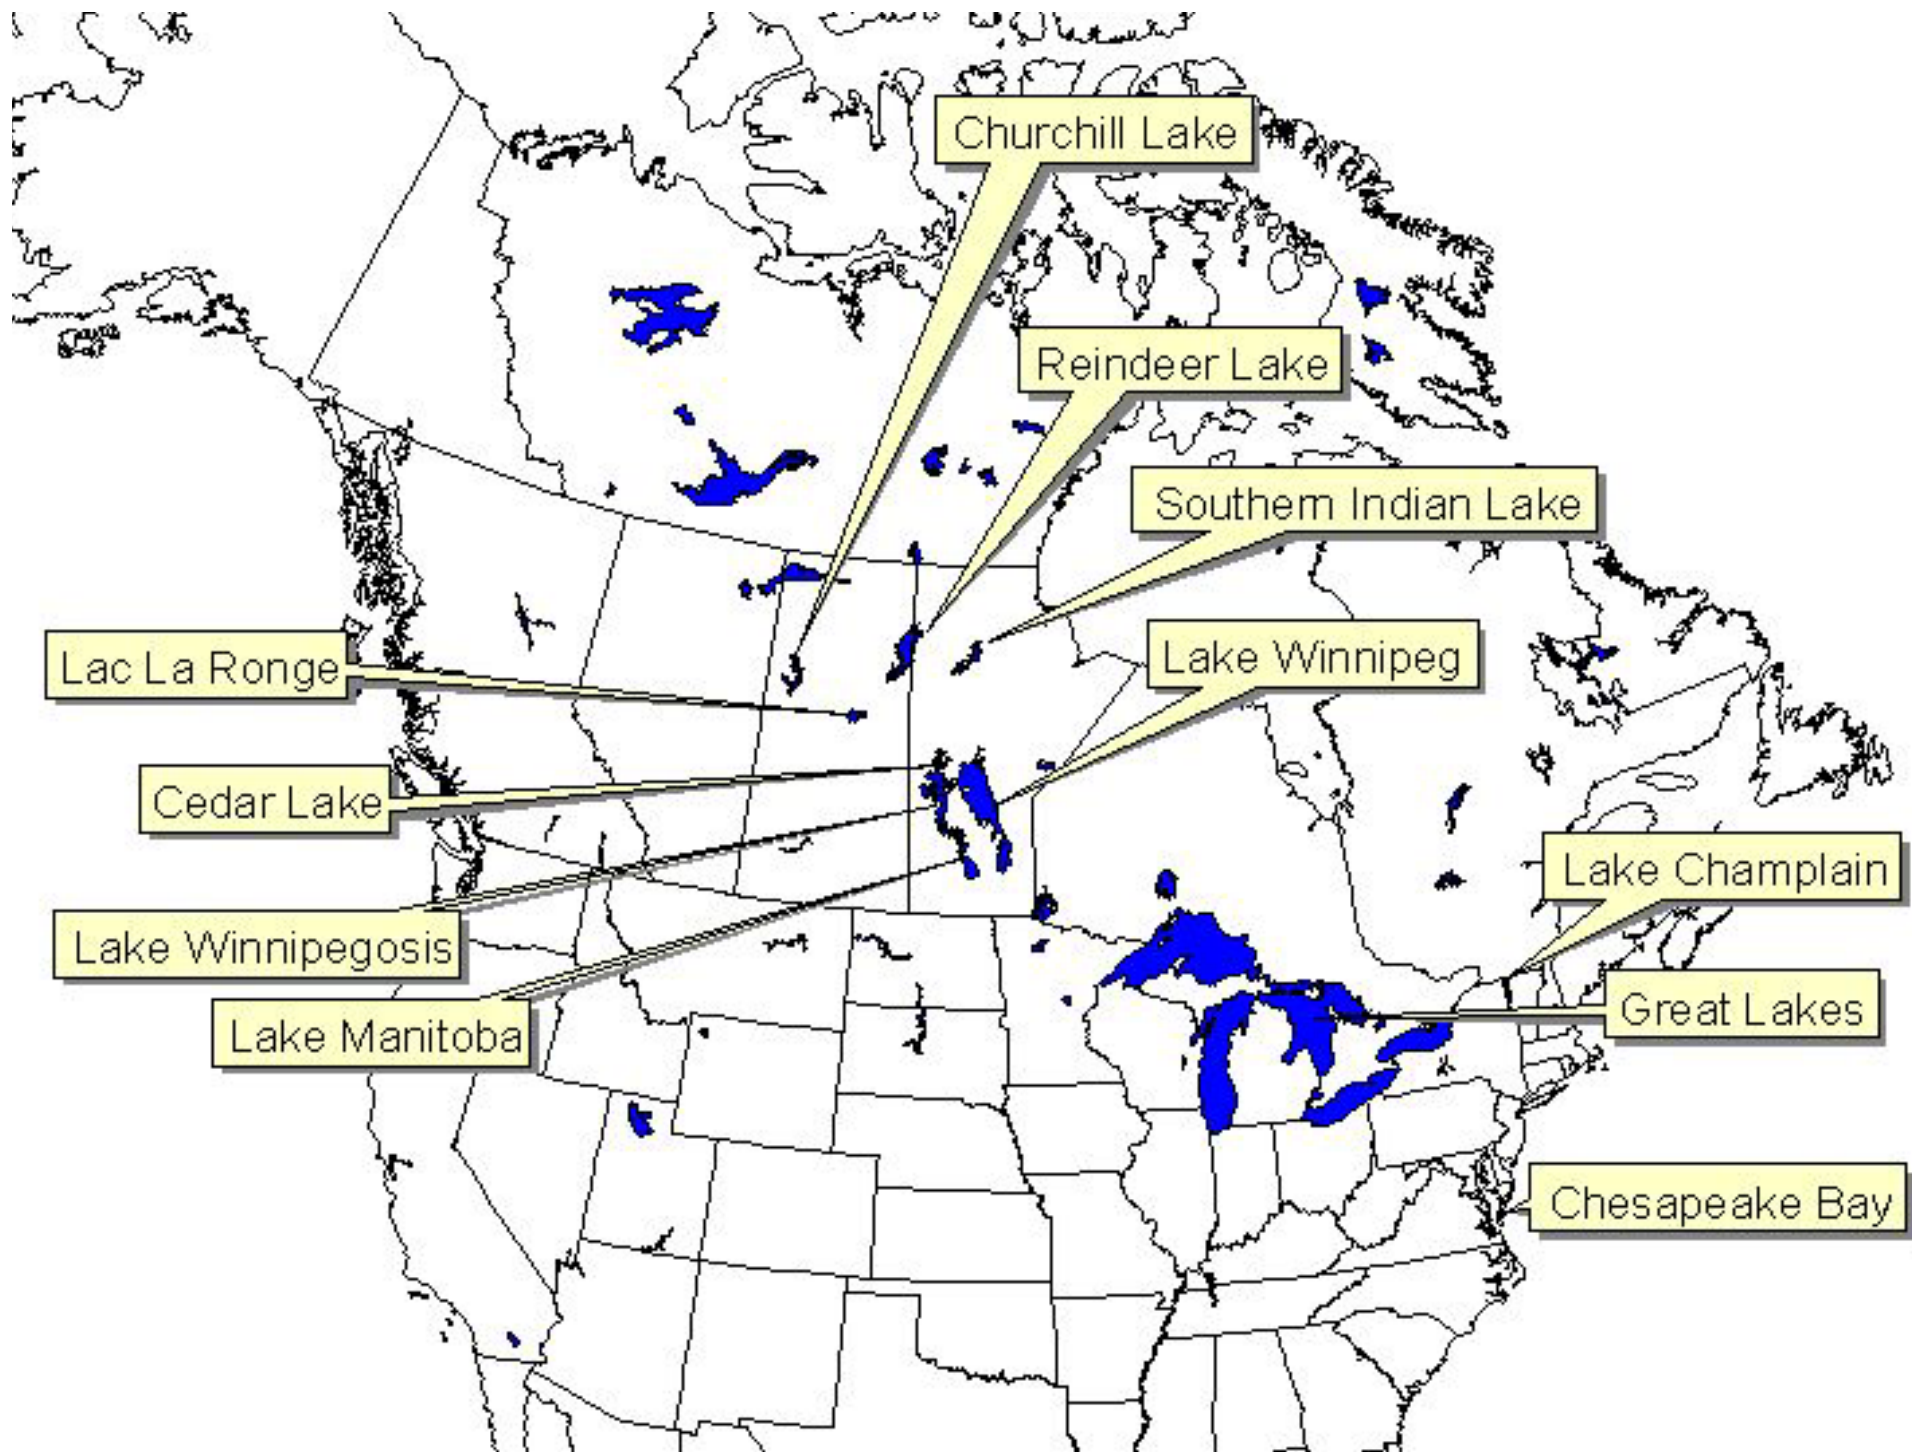 Churchill Lake
Reindeer Lake
Southern Indian Lake
Lake Winnipeg
Lac La Ronge
Cedar Lake
Lake Champlain
Lake Winnipegosis
Great Lakes
Lake Manitoba
Chesapeake Bay